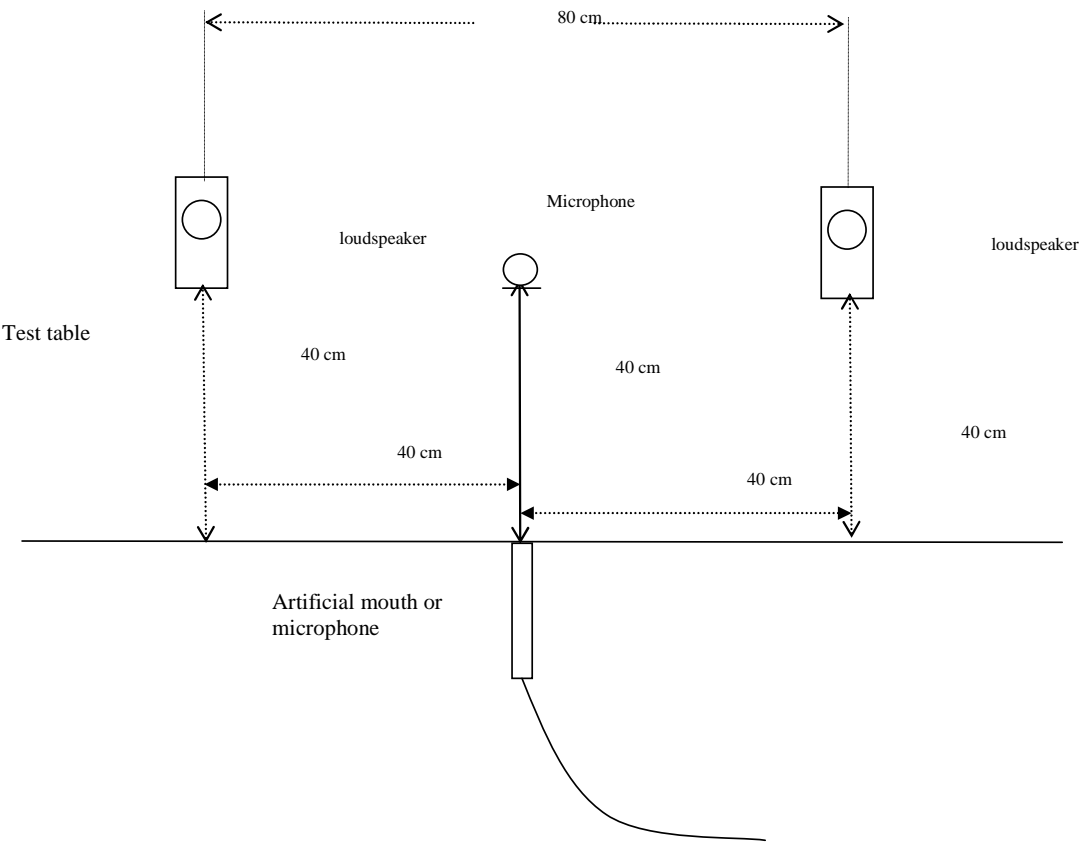 80 cm
Microphone
loudspeaker
loudspeaker
Test table
40 cm
40 cm
40 cm
40 cm
40 cm
Artificial mouth or
microphone